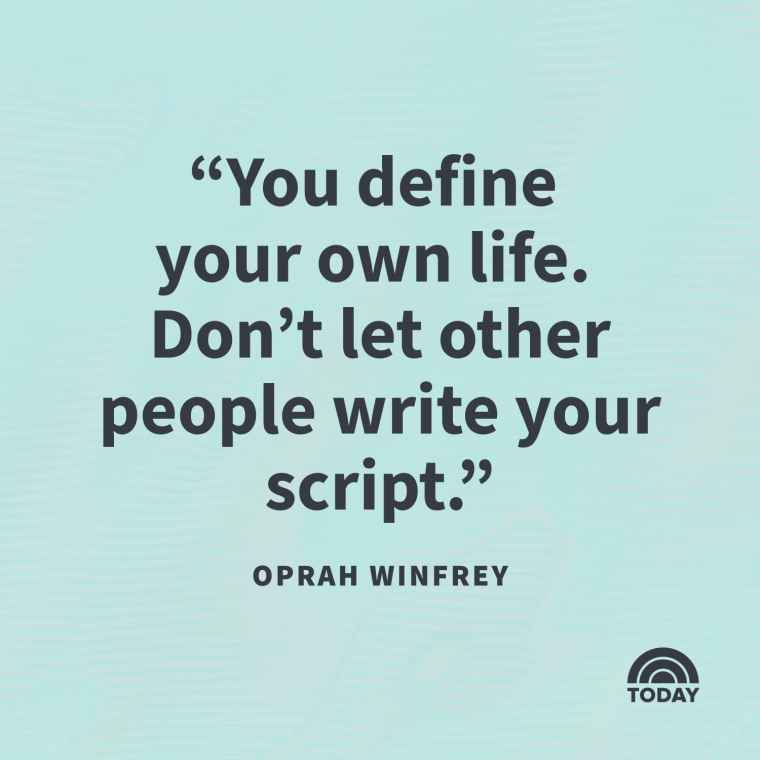 “You define
your own life.
Don’t let other
people write your
script.”
OPRAH WINFREY
TODAY